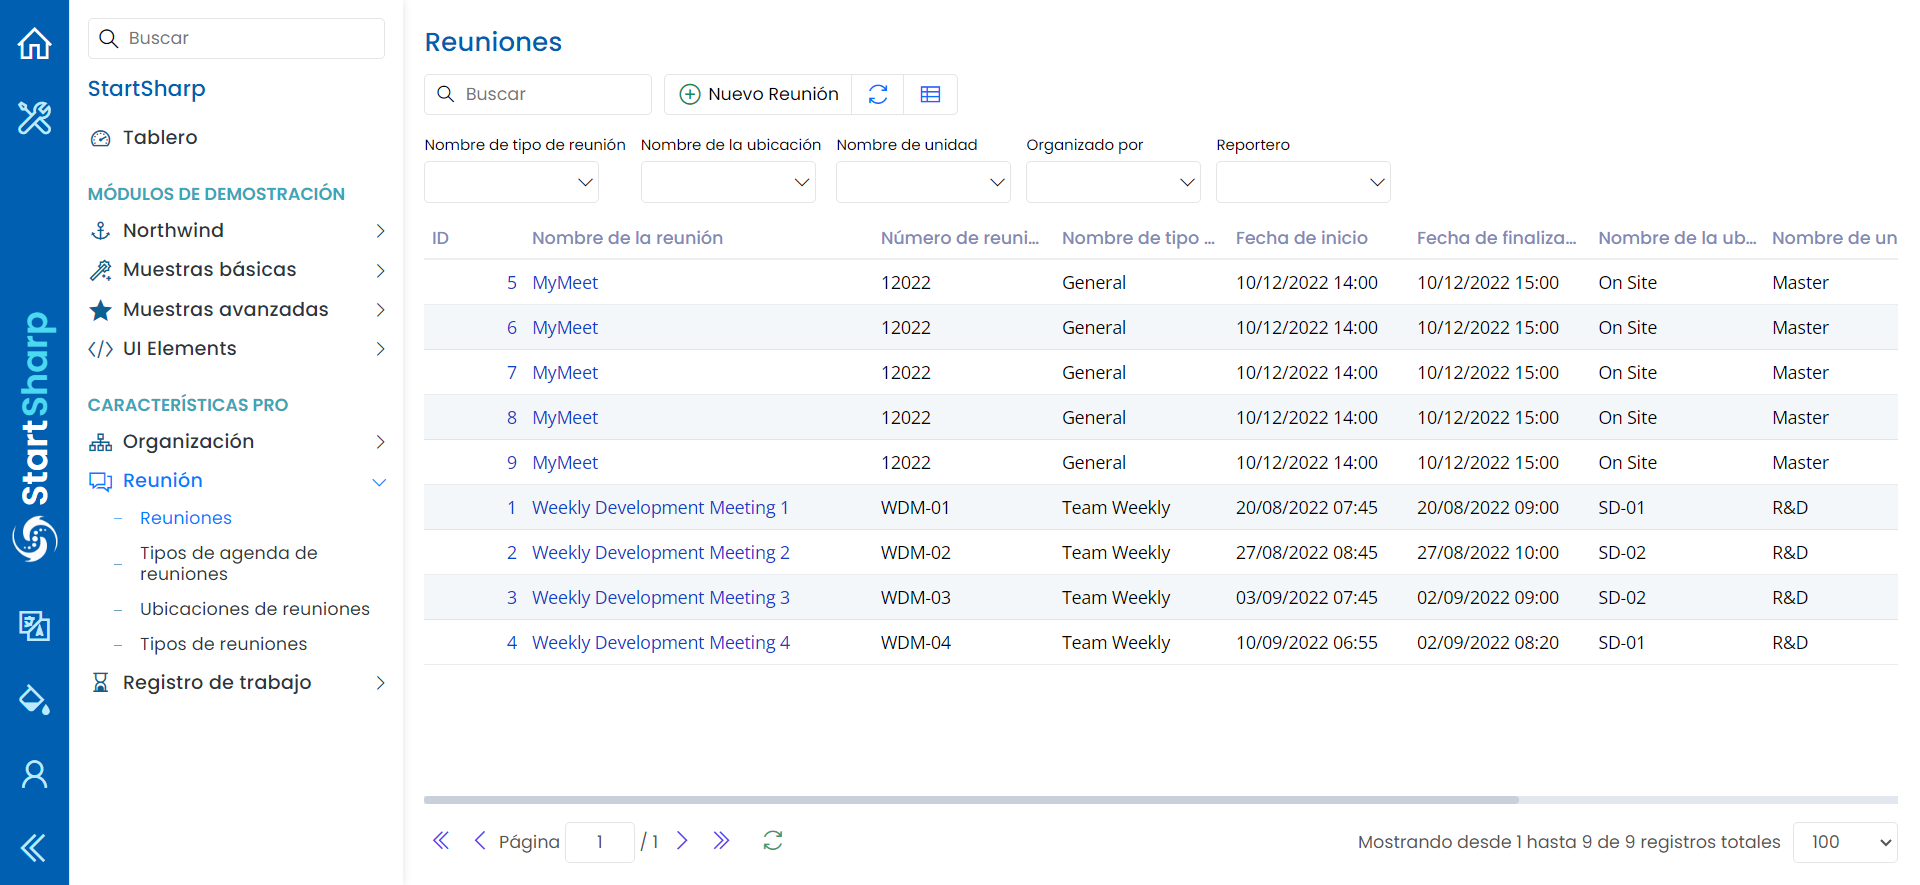 StartSharp
Buscar
StartSharp
Tablero
MÓDULOS DE DEMOSTRACIÓN
Northwind
Muestras básicas
Muestras avanzadas
UI Elements
CARACTERÍSTICAS PRO
Organización
Reunión
Reuniones
Tipos de agenda de
reuniones
Ubicaciones de reuniones
Tipos de reuniones
Registro de trabajo
Reuniones
Buscar Nuevo Reunión
Nombre de tipo de reunión Nombre de la ubicación Nombre de unidad Organizado por Reportero
ID Nombre de la reunión Número de reuni... Nombre de tipo ... Fecha de inicio Fecha de finaliza... Nombre de la ub... Nombre de un
5 MyMeet 12022 General 10/12/2022 14:00 10/12/2022 15:00 On Site Master
6 MyMeet 12022 General 10/12/2022 14:00 10/12/2022 15:00 On Site Master
7 MyMeet 12022 General 10/12/2022 14:00 10/12/2022 15:00 On Site Master
8 MyMeet 12022 General 10/12/2022 14:00 10/12/2022 15:00 On Site Master
9 MyMeet 12022 General 10/12/2022 14:00 10/12/2022 15:00 On Site Master
1 Weekly Development Meeting 1 WDM-01 Team Weekly 20/08/2022 07:45 20/08/2022 09:00 SD-01 R&D
2 Weekly Development Meeting 2 WDM-02 Team Weekly 27/08/2022 08:45 27/08/2022 10:00 SD-02 R&D
3 Weekly Development Meeting 3 WDM-03 Team Weekly 03/09/2022 07:45 02/09/2022 09:00 SD-02 R&D
4 Weekly Development Meeting 4 WDM-04 Team Weekly 10/09/2022 06:55 02/09/2022 08:20 SD-01 R&D
Página 1 / 1 Mostrando desde 1 hasta 9 de 9 registros totales 100